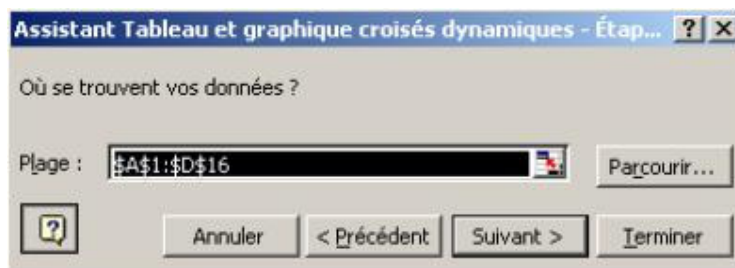 Assistant Tableau et graphique croisés dynamiques - Étap...
Où se trouvent vos données ?
Plage : $A$1:$D$16 Parcourir...
Annuler < Précédent Suivant > Terminer